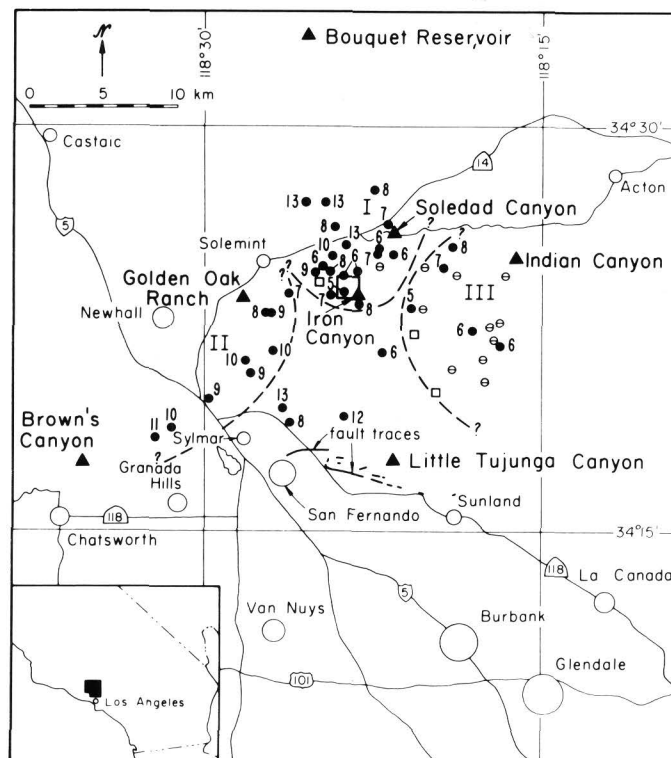 N
118°30'
118°15'
Bouquet Reservoir
0 5 10 km
34°30'
Castaic
14
Acton
5
8
13 13
I
7
8
Soledad Canyon
10 13
6
8
Solemint
6
7 6
?
?
9
8
6
7
Indian Canyon
??
Golden Oak
Ranch
7
5
7
8
5
III
Newhall
8 9
Iron
Canyon
II
6
6
6
10
10
9
9
13
8
12
?
Brown's
Canyon
10
11
Sylmar
fault traces
?
Granada
Hills
Little Tujunga Canyon
San Fernando
Sunland
118
Chatsworth
34°15'
118
La Canada
Van Nuys
5
Burbank
101
Glendale
Los Angeles